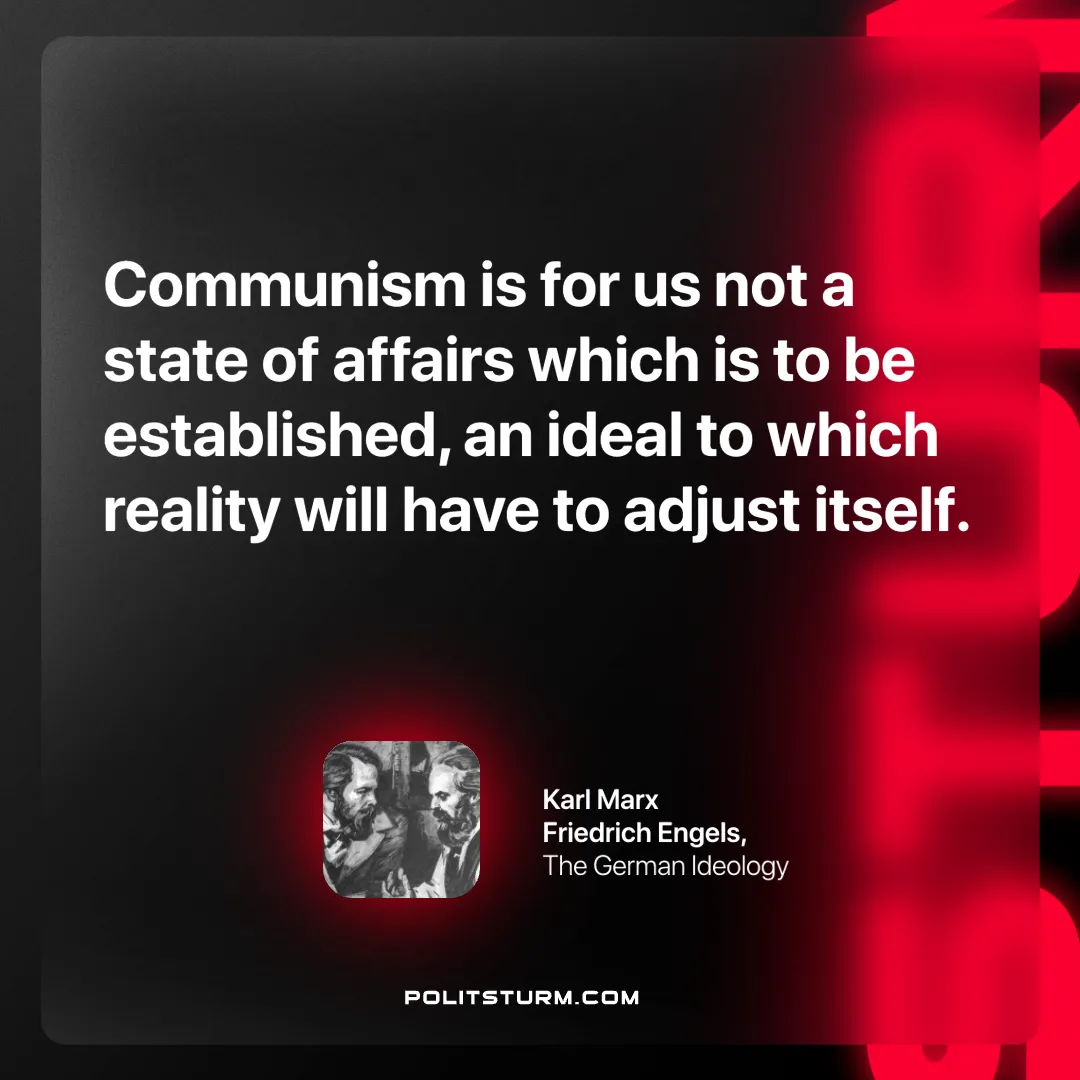 Communism is for us not a
state of affairs which is to be
established, an ideal to which
reality will have to adjust itself.
Karl Marx
Friedrich Engels,
The German Ideology
POLITSTURM.COM